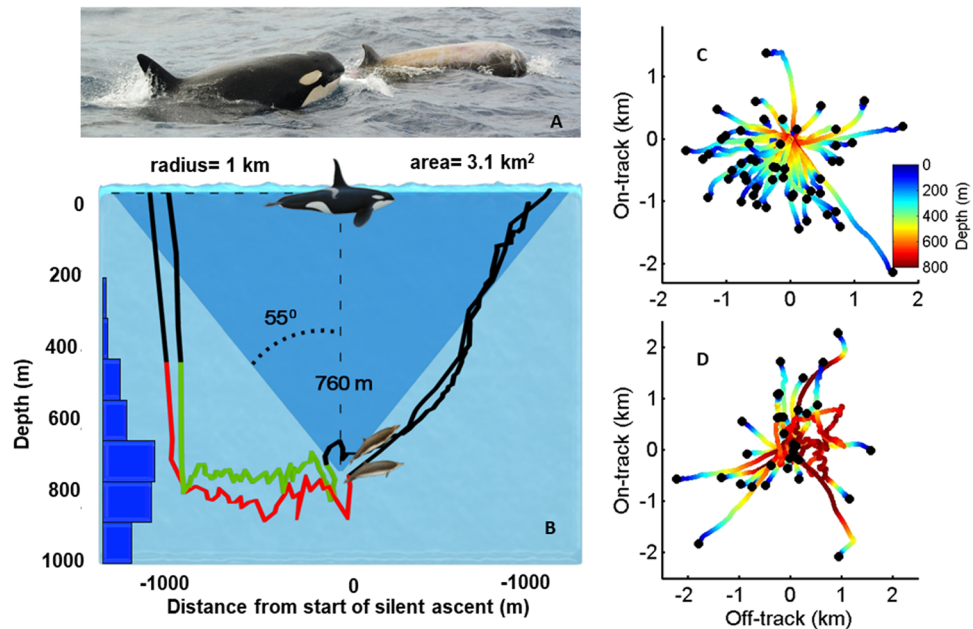 A
radius= 1 km
area= 3.1 km²
0
200
400
600
800
1000
Depth (m)
55⁰
760 m
B
-1000
0
-1000
Distance from start of silent ascent (m)
C
On-track (km)
1
0
-1
-2
-2
-1
0
1
2
0
200
400
600
800
Depth (m)
D
On-track (km)
2
1
0
-1
-2
-2
-1
0
1
2
Off-track (km)